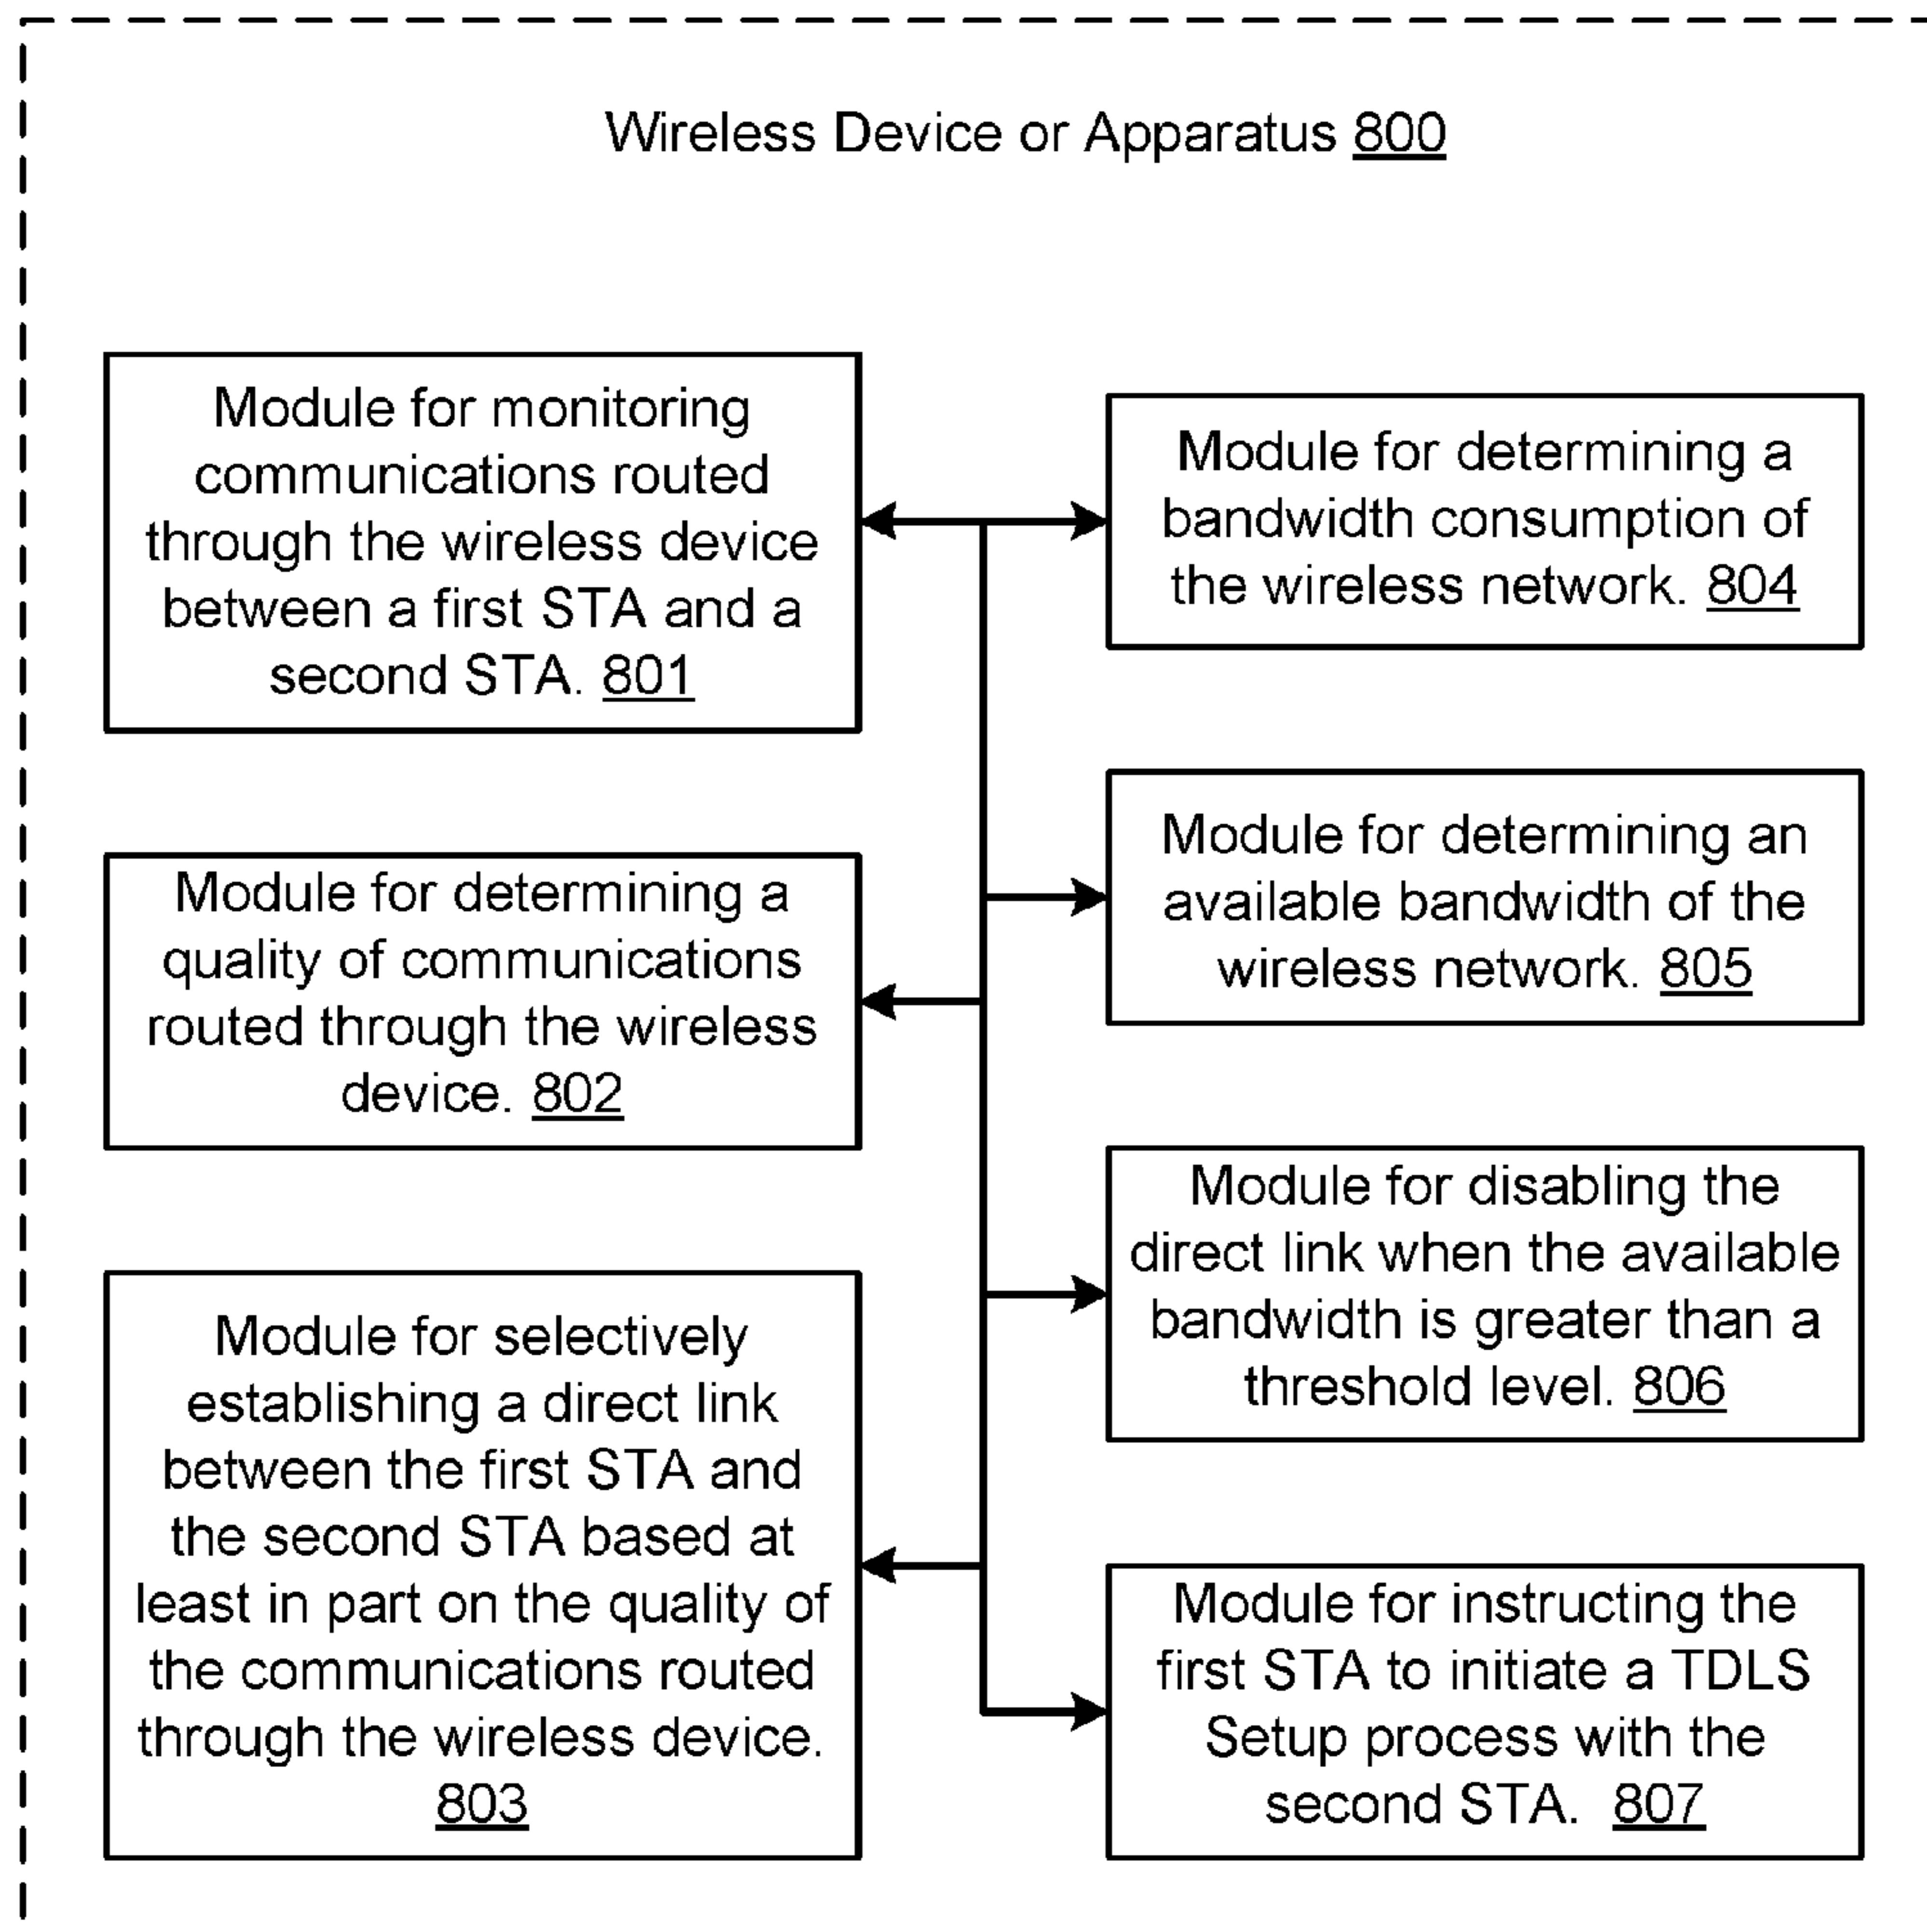 Wireless Device or Apparatus 800
Module for monitoring
communications routed
through the wireless device
between a first STA and a
second STA. 801
Module for determining a
quality of communications
routed through the wireless
device. 802
Module for selectively
establishing a direct link
between the first STA and
the second STA based at
least in part on the quality of
the communications routed
through the wireless device.
803
Module for determining a
bandwidth consumption of
the wireless network. 804
Module for determining an
available bandwidth of the
wireless network. 805
Module for disabling the
direct link when the available
bandwidth is greater than a
threshold level. 806
Module for instructing the
first STA to initiate a TDLS
Setup process with the
second STA. 807